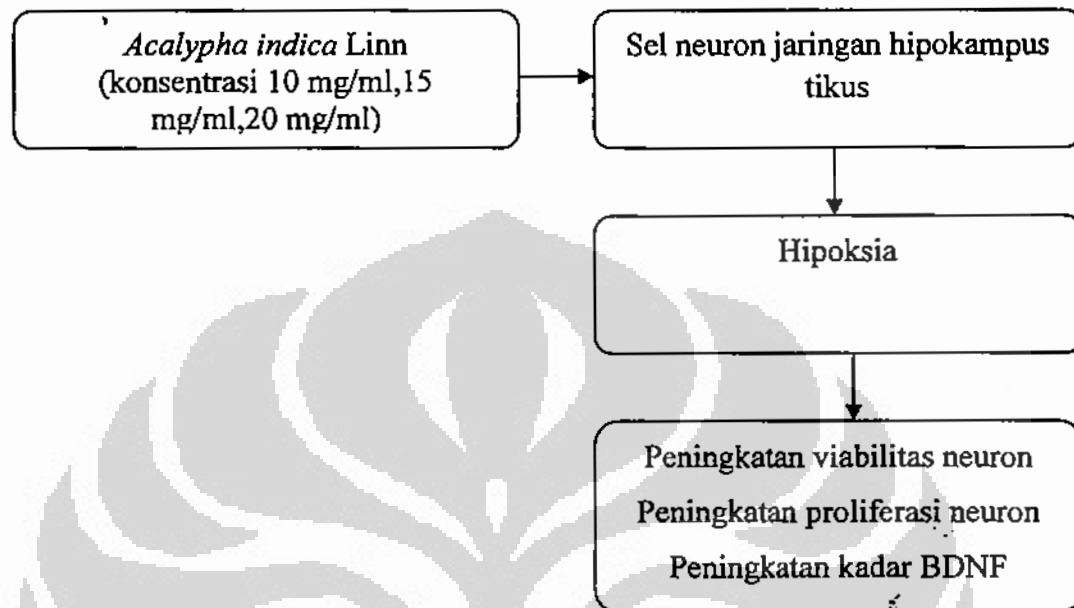 Acalypha indica Linn
(konsentrasi 10 mg/ml,15
mg/ml,20 mg/ml)
Sel neuron jaringan hipokampus
tikus
Hipoksia
Peningkatan viabilitas neuron
Peningkatan proliferasi neuron
Peningkatan kadar BDNF